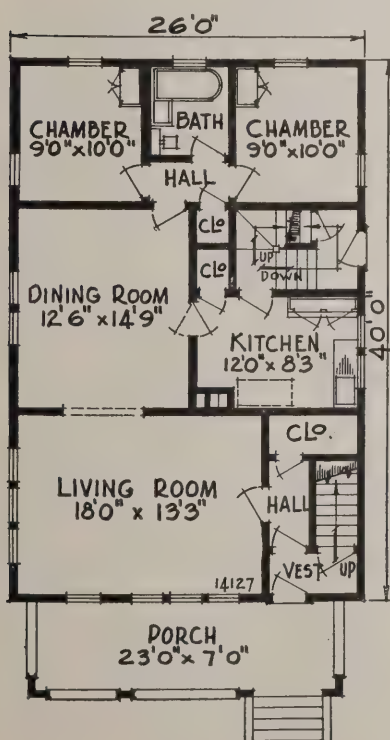 26'0"
BATH
CHAMBER
9'0"x10'0"
CHAMBER
9'0"x10'0"
HALL
CLO
CLO
UP
DOWN
DINING ROOM
12'6"x14'9"
KITCHEN
12'0"x 8'3"
40'0"
CLO.
LIVING ROOM
18'0" x 13'3"
HALL
14127
VEST
UP
PORCH
23'0"x 7'0"